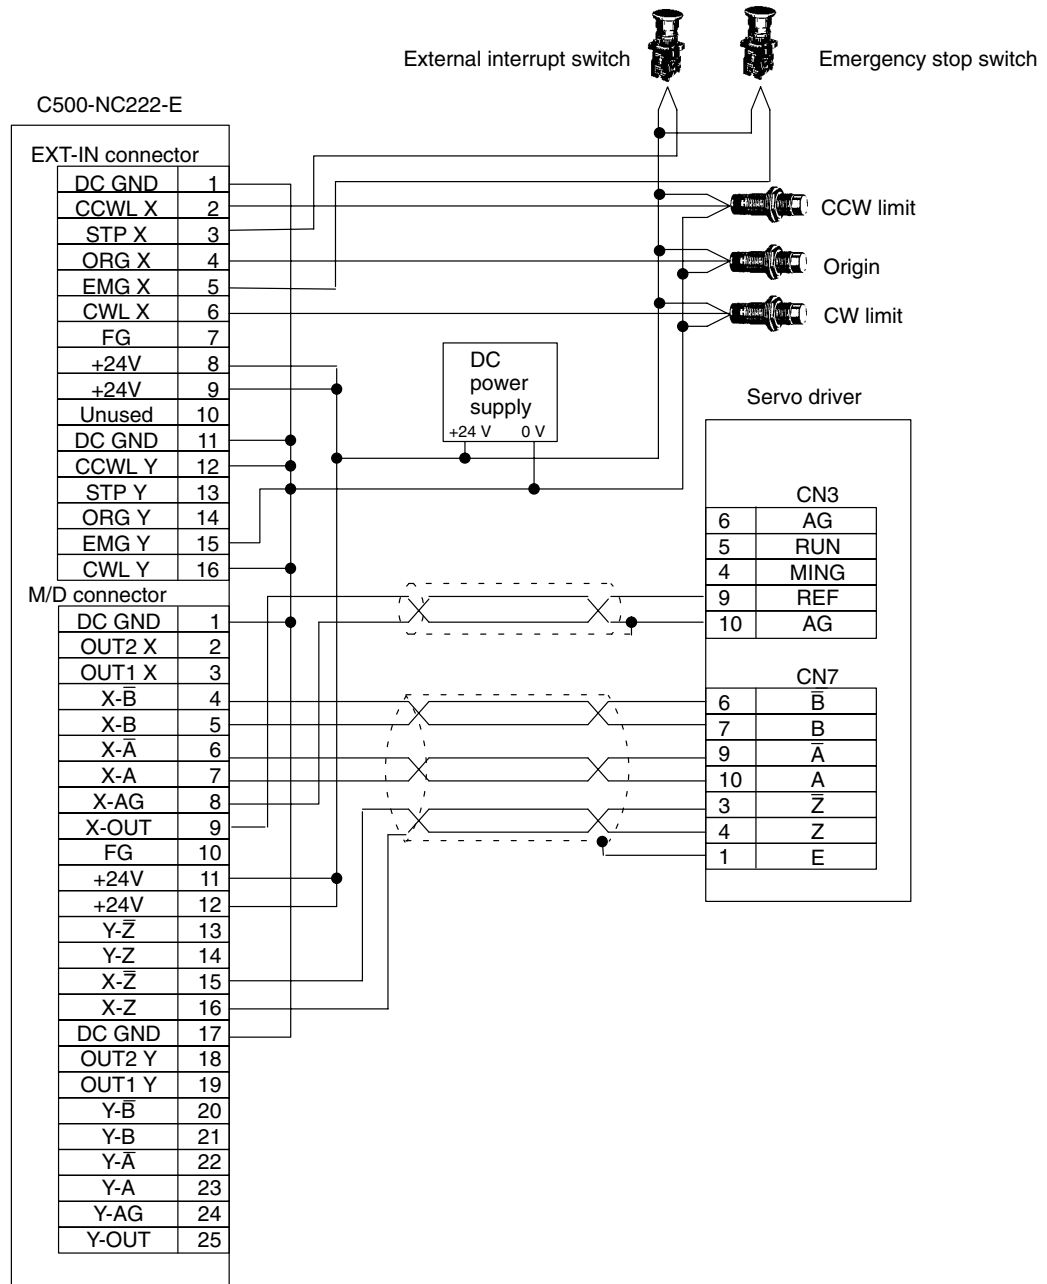 External interrupt switch
Emergency stop switch
C500-NC222-E
EXT-IN connector
DC GND 1
CCWL X 2
STP X 3
ORG X 4
EMG X 5
CWL X 6
FG 7
+24V 8
+24V 9
Unused 10
DC GND 11
CCWL Y 12
STP Y 13
ORG Y 14
EMG Y 15
CWL Y 16
CCW limit
Origin
CW limit
DC
power
supply
+24 V 0 V
M/D connector
DC GND 1
OUT2 X 2
OUT1 X 3
X-B̅ 4
X-B 5
X-A̅ 6
X-A 7
X-AG 8
X-OUT 9
FG 10
+24V 11
+24V 12
Y-Z̅ 13
Y-Z 14
X-Z̅ 15
X-Z 16
DC GND 17
OUT2 Y 18
OUT1 Y 19
Y-B̅ 20
Y-B 21
Y-A̅ 22
Y-A 23
Y-AG 24
Y-OUT 25
Servo driver
CN3
6 AG
5 RUN
4 MING
9 REF
10 AG
CN7
6 B̅
7 B
9 A̅
10 A
3 Z̅
4 Z
1 E